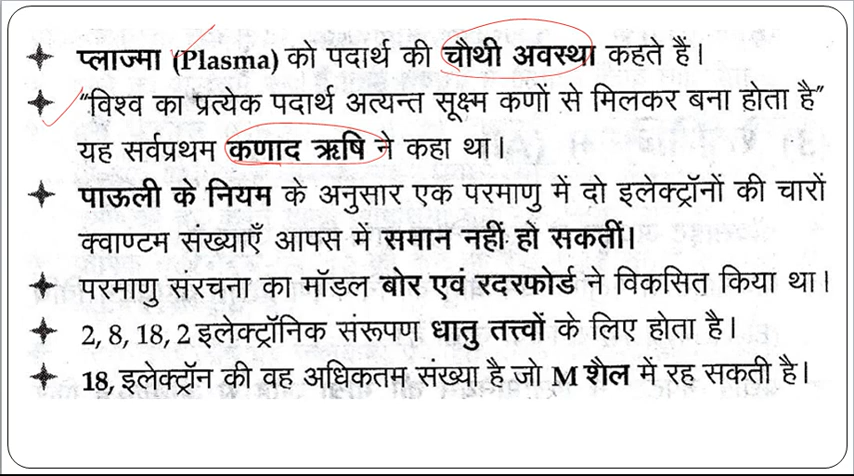 ✦ प्लाज्मा (Plasma) को पदार्थ की चौथी अवस्था कहते हैं।
✦ "विश्व का प्रत्येक पदार्थ अत्यन्त सूक्ष्म कणों से मिलकर बना होता है"
यह सर्वप्रथम कणाद ऋषि ने कहा था।
✦ पाऊली के नियम के अनुसार एक परमाणु में दो इलेक्ट्रॉनों की चारों
क्वाण्टम संख्याएँ आपस में समान नहीं हो सकतीं।
✦ परमाणु संरचना का मॉडल बोर एवं रदरफोर्ड ने विकसित किया था।
✦ 2, 8, 18, 2 इलेक्ट्रॉनिक संरूपण धातु तत्त्वों के लिए होता है।
✦ 18, इलेक्ट्रॉन की वह अधिकतम संख्या है जो M शैल में रह सकती है।